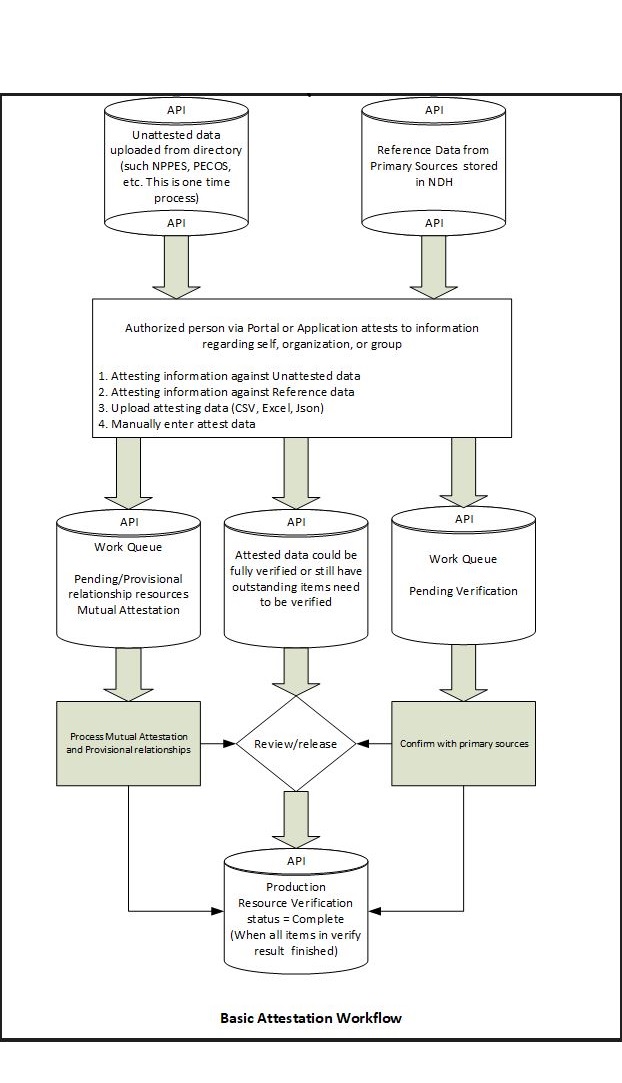 API
Unattested data
uploaded from directory
(such NPPES, PECOS,
etc. This is one time
process)
API
API
Reference Data from
Primary Sources stored
in NDH
API
Authorized person via Portal or Application attests to information
regarding self, organization, or group
1. Attesting information against Unattested data
2. Attesting information against Reference data
3. Upload attesting data (CSV, Excel, Json)
4. Manually enter attest data
API
Work Queue
Pending/Provisional
relationship resources
Mutual Attestation
API
Attested data could be
fully verified or still have
outstanding items need
to be verified
API
Work Queue
Pending Verification
Process Mutual Attestation
and Provisional relationships
Review/release
Confirm with primary sources
API
Production
Resource Verification
status = Complete
(When all items in verify
result finished)
Basic Attestation Workflow